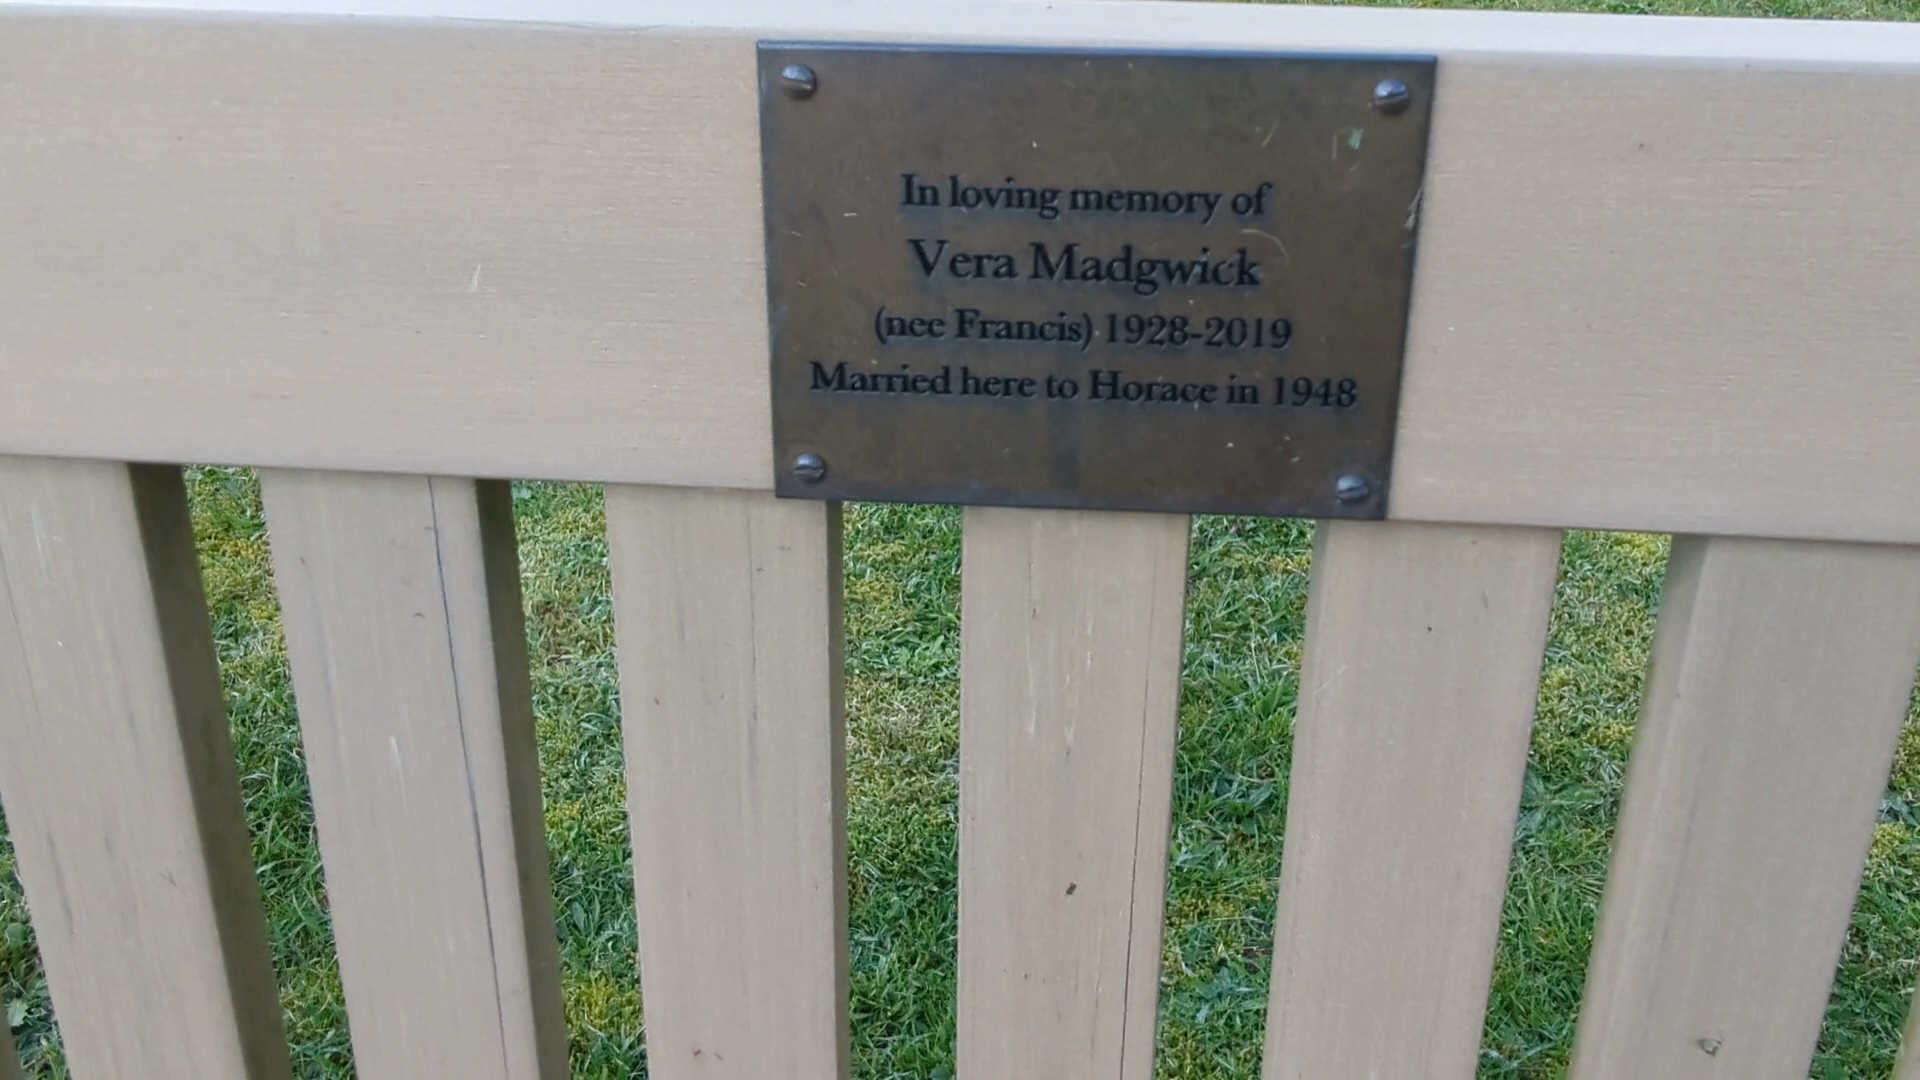 In loving memory of
Vera Madgwick
(nee Francis) 1928-2019
Married here to Horace in 1948